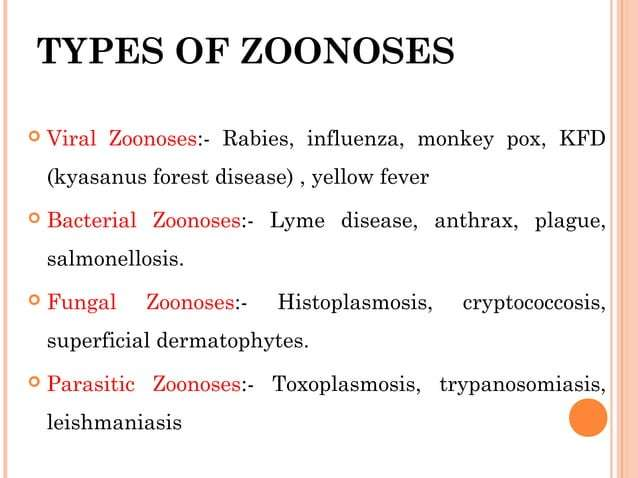 TYPES OF ZOONOSES
Viral Zoonoses:- Rabies, influenza, monkey pox, KFD
(kyasanus forest disease) , yellow fever
Bacterial Zoonoses:- Lyme disease, anthrax, plague,
salmonellosis.
Fungal Zoonoses:- Histoplasmosis, cryptococcosis,
superficial dermatophytes.
Parasitic Zoonoses:- Toxoplasmosis, trypanosomiasis,
leishmaniasis